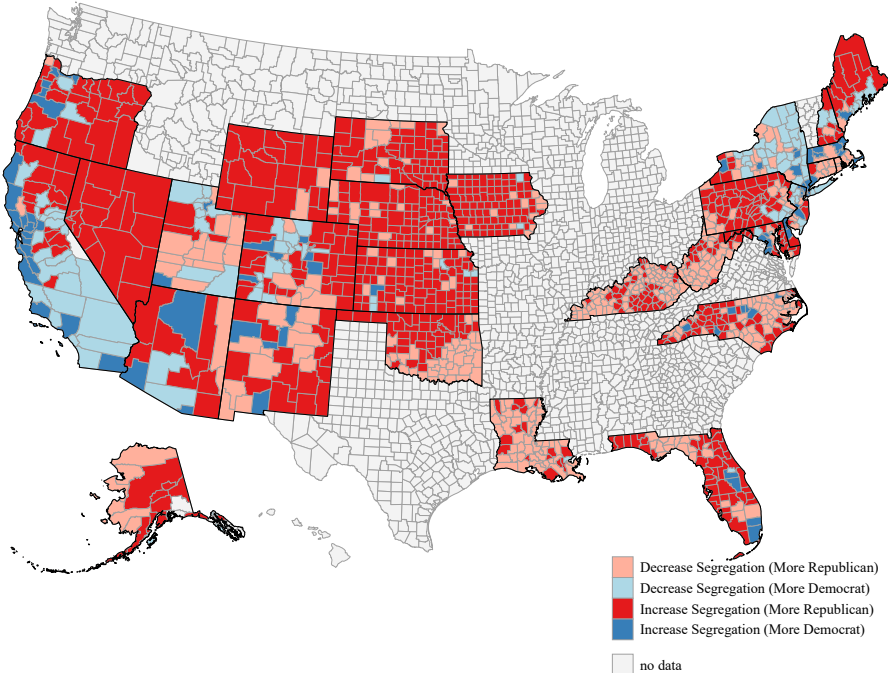 Decrease Segregation (More Republican)
Decrease Segregation (More Democrat)
Increase Segregation (More Republican)
Increase Segregation (More Democrat)
no data